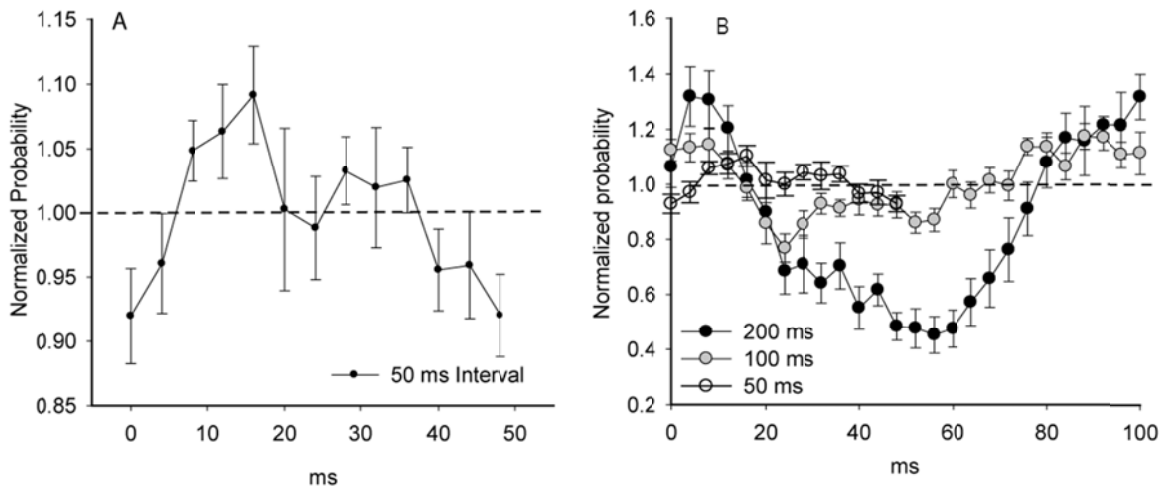 A
Normalized Probability
1.15
1.10
1.05
1.00
0.95
0.90
0.85
0 10 20 30 40 50
ms
50 ms Interval
B
Normalized probability
1.6
1.4
1.2
1.0
0.8
0.6
0.4
0.2
0 20 40 60 80 100
ms
200 ms
100 ms
50 ms